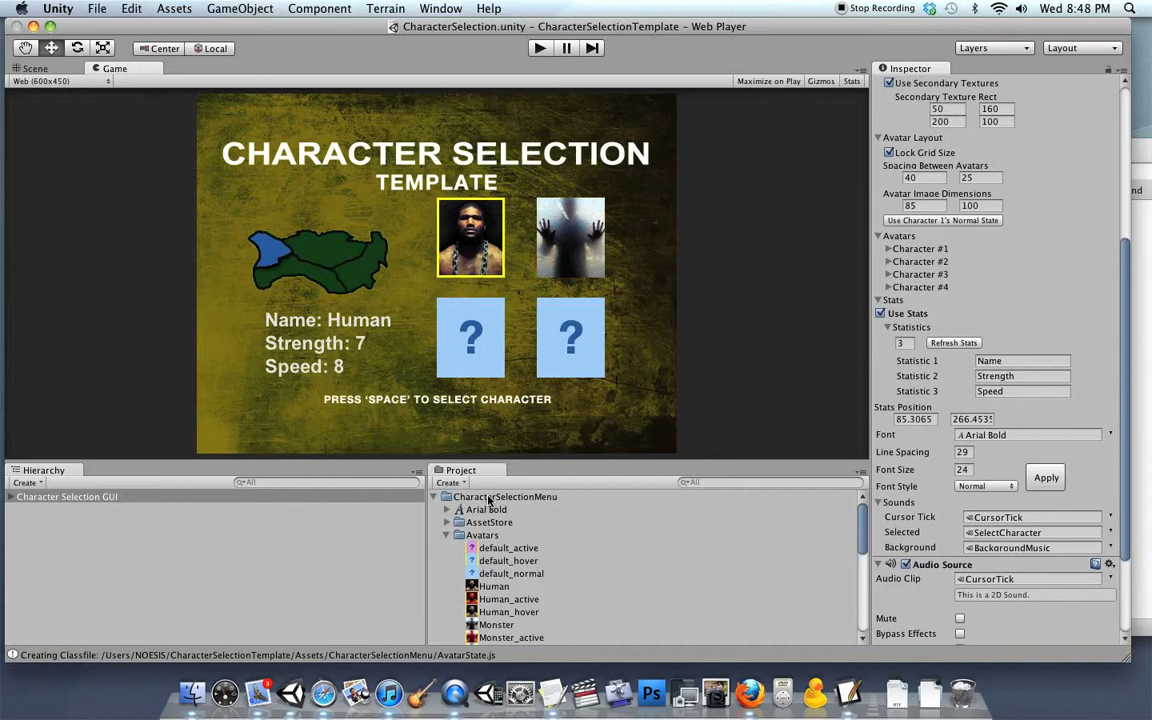 Unity File Edit Assets GameObject Component Terrain Window Help Stop Recording Wed 8:48 PM
CharacterSelection.unity - CharacterSelectionTemplate - Web Player
Center Local Layers Layout
Scene Game Inspector
Web (600x450) Maximize on Play Gizmos Stats
Use Secondary Textures
Secondary Texture Rect
50 160
200 100
Avatar Layout
Lock Grid Size
Spacing Between Avatars
40 25
Avatar Image Dimensions
85 100
Use Character 1's Normal State
Avatars
Character #1
Character #2
Character #3
Character #4
Stats
Use Stats
Statistics
3 Refresh Stats
Statistic 1 Name
Statistic 2 Strength
Statistic 3 Speed
Stats Position
85.3065 266.4535
Font Arial Bold
Line Spacing 29
Font Size 24
Apply
Font Style Normal
Sounds
Cursor Tick CursorTick
Selected SelectCharacter
Background BackgroundMusic
Audio Source
Audio Clip CursorTick
This is a 2D Sound.
Mute
Bypass Effects
CHARACTER SELECTION
TEMPLATE
Name: Human
Strength: 7
Speed: 8
? ?
PRESS ‘SPACE’ TO SELECT CHARACTER
Hierarchy
Create All
Character Selection GUI
Project
Create All
CharacterSelectionMenu
Arial Bold
AssetStore
Avatars
default_active
default_hover
default_normal
Human
Human_active
Human_hover
Monster
Monster_active
Creating Classfile: /Users/NOESIS/CharacterSelectionTemplate/Assets/CharacterSelectionMenu/AvatarState.js
3
Ps